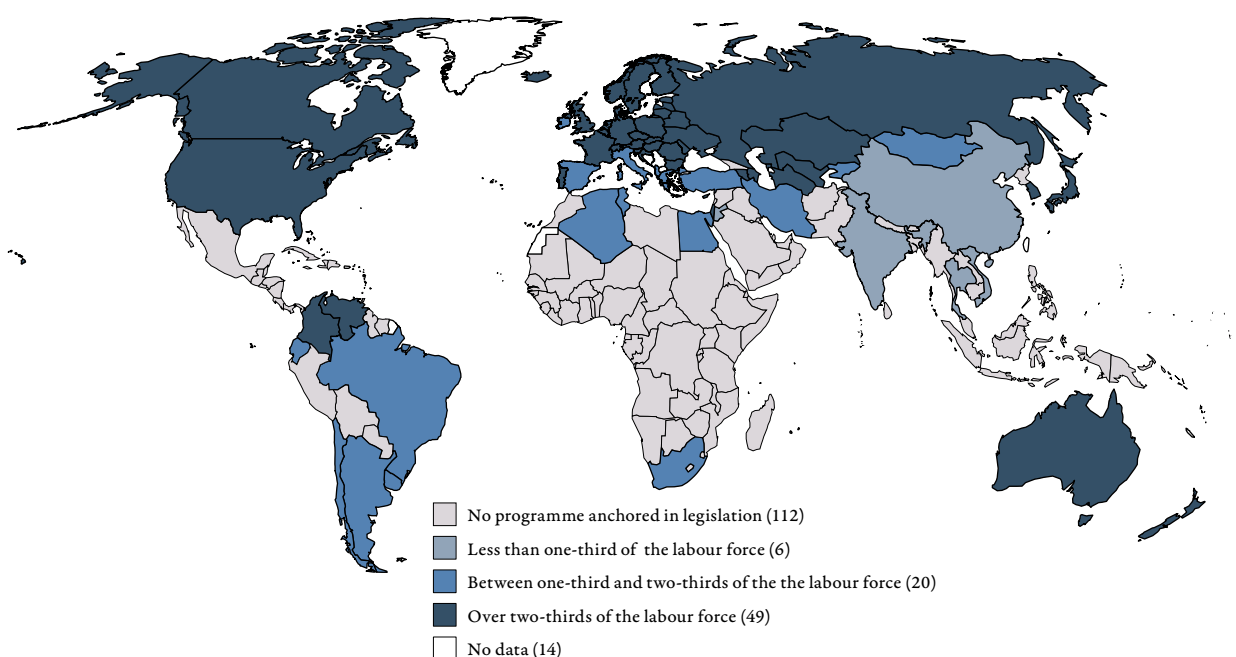 No programme anchored in legislation (112)
Less than one-third of the labour force (6)
Between one-third and two-thirds of the the labour force (20)
Over two-thirds of the labour force (49)
No data (14)